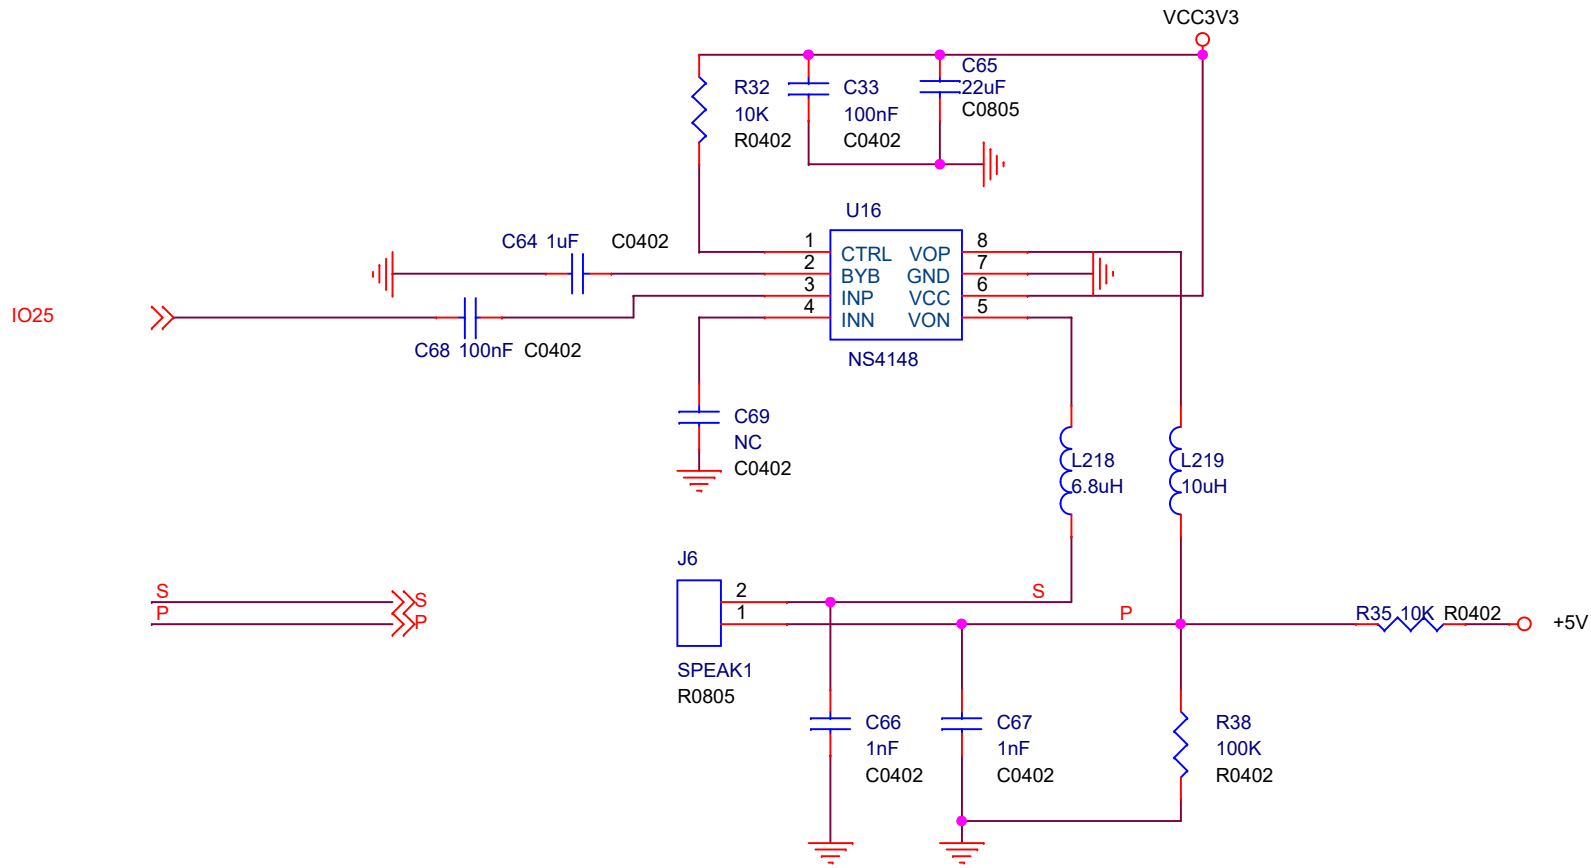 VCC3V3
R32
10K
R0402
C33
100nF
C0402
C65
22uF
C0805
U16
C64 1uF C0402
1
2
3
4
CTRL VOP
BYB GND
INP VCC
INN VON
8
7
6
5
NS4148
IO25
C68 100nF C0402
C69
NC
C0402
L218
6.8uH
L219
10uH
J6
2
1
SPEAK1
R0805
S
P
S
P
S
P
R35 10K R0402
+5V
C66
1nF
C0402
C67
1nF
C0402
R38
100K
R0402